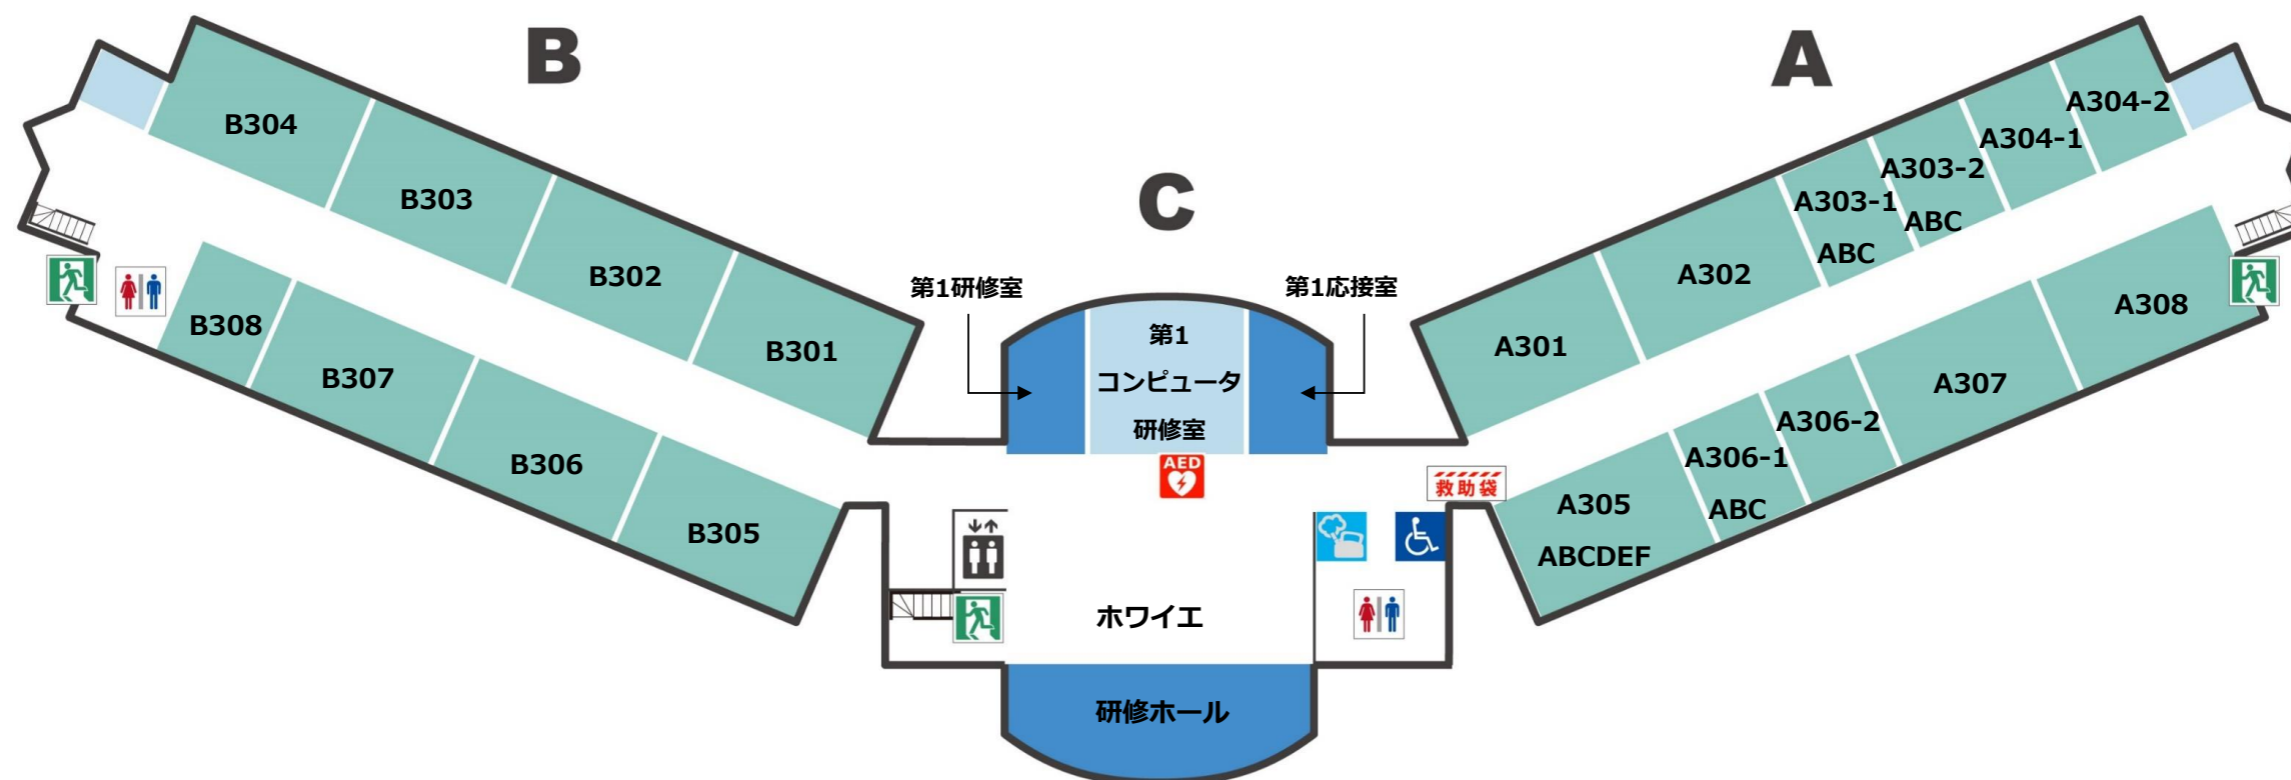 B
A
C
B304
B303
B302
B301
B308
B307
B306
B305
第1研修室
第1
コンピュータ
研修室
第1応接室
AED
救助袋
ホワイエ
研修ホール
A301
A302
A303-1
ABC
A303-2
ABC
A304-1
A304-2
A305
ABCDEF
A306-1
ABC
A306-2
A307
A308